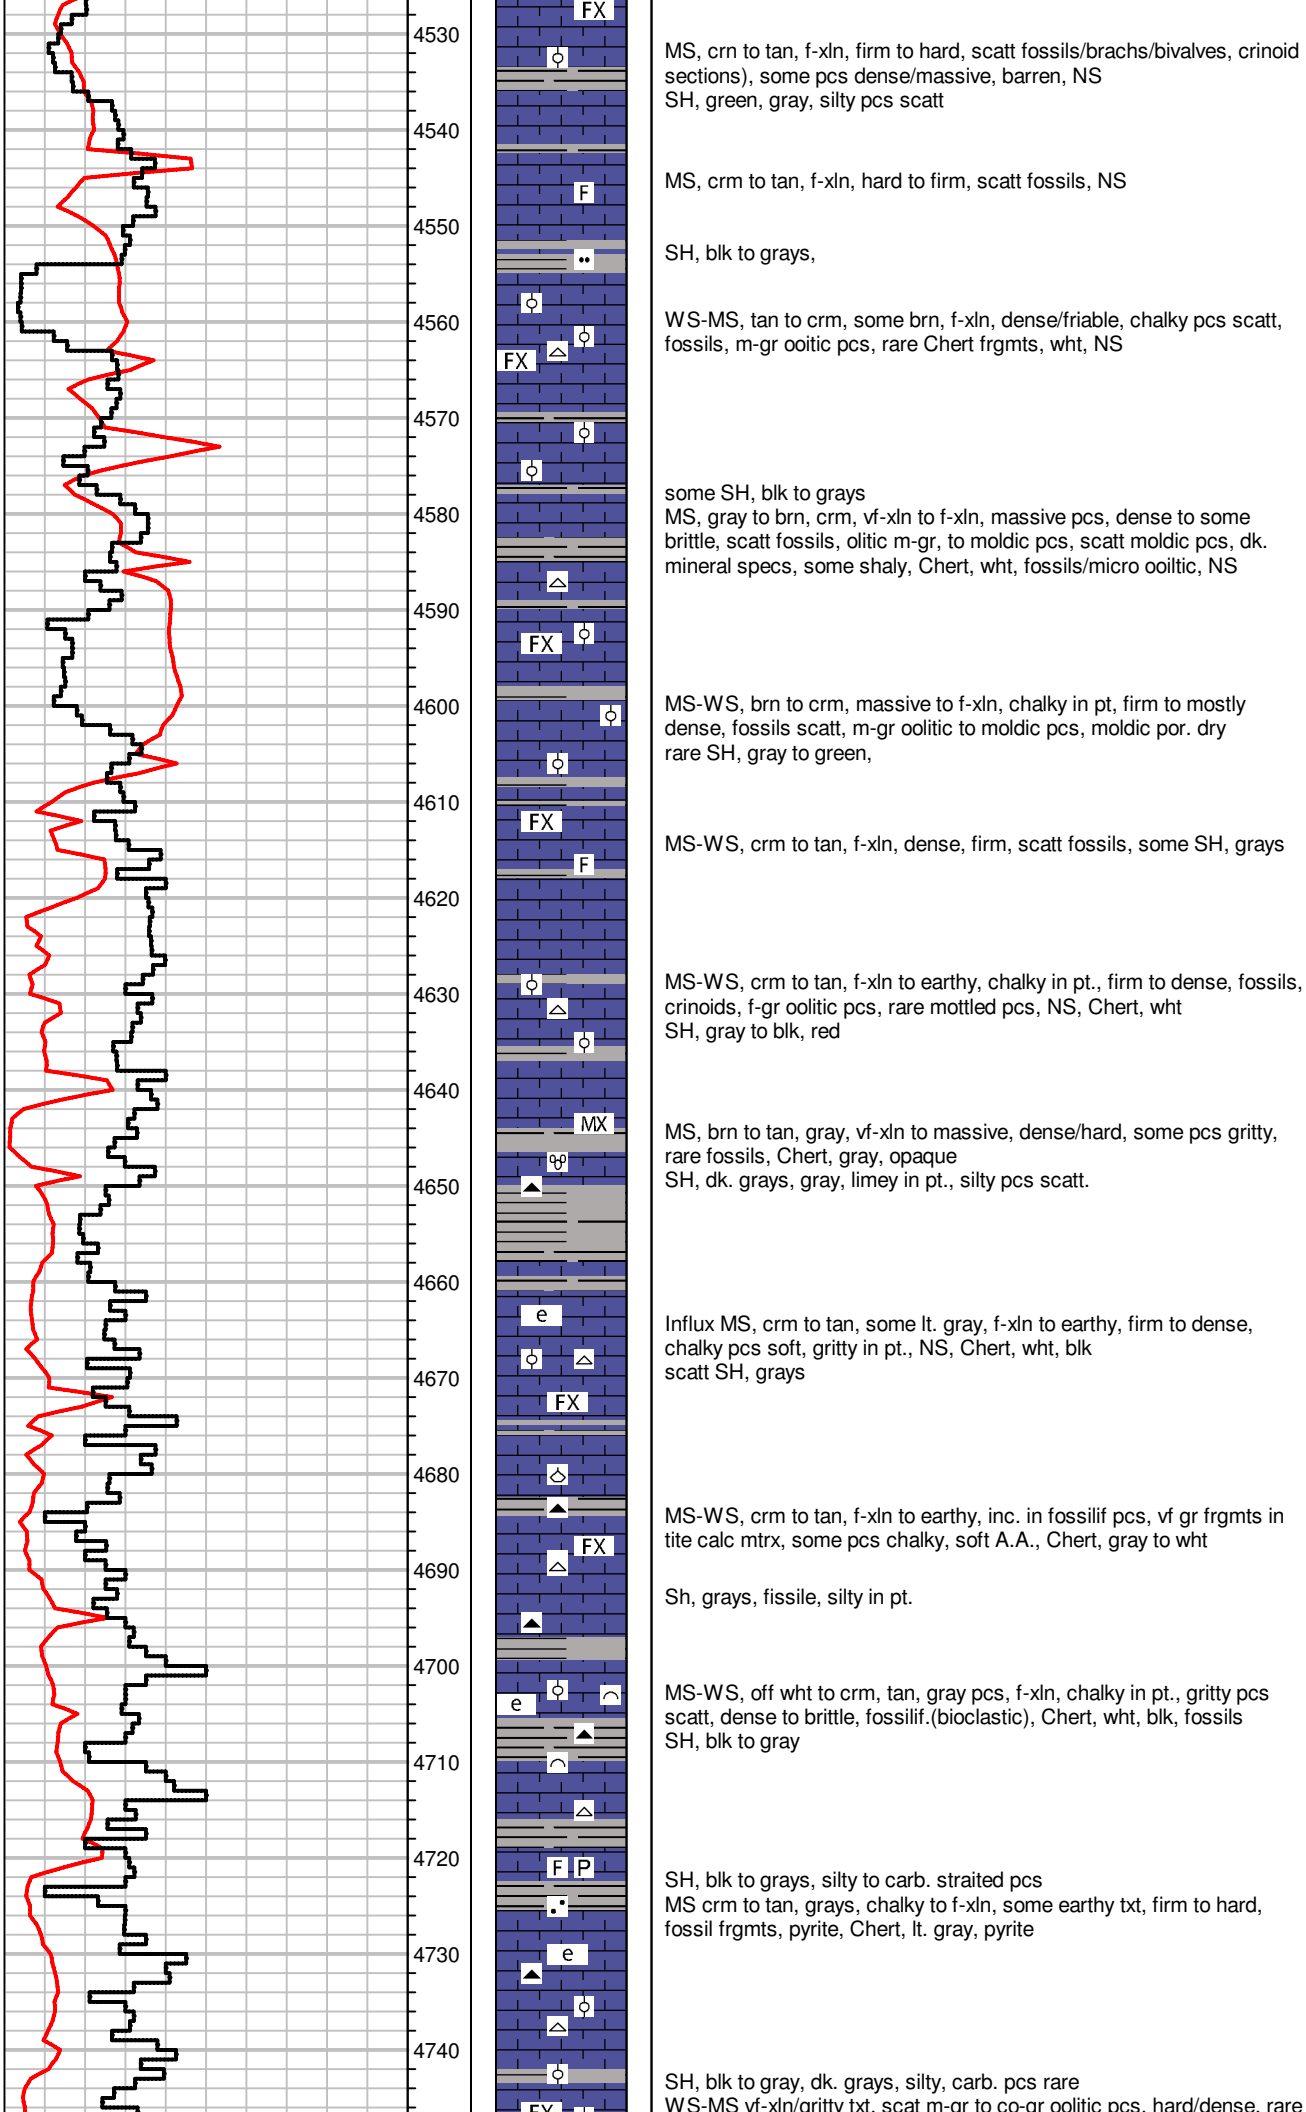 FX
4530
MS, crn to tan, f-xln, firm to hard, scatt fossils/brachs/bivalves, crinoid
sections), some pcs dense/massive, barren, NS
SH, green, gray, silty pcs scatt
4540
MS, crm to tan, f-xln, hard to firm, scatt fossils, NS
F
4550
SH, blk to grays,
4560
WS-MS, tan to crm, some brn, f-xln, dense/friable, chalky pcs scatt,
fossils, m-gr ooitic pcs, rare Chert frgmts, wht, NS
FX
4570
some SH, blk to grays
4580
MS, gray to brn, crm, vf-xln to f-xln, massive pcs, dense to some
brittle, scatt fossils, olitic m-gr, to moldic pcs, scatt moldic pcs, dk.
mineral specs, some shaly, Chert, wht, fossils/micro ooiltic, NS
4590
FX
4600
MS-WS, brn to crm, massive to f-xln, chalky in pt, firm to mostly
dense, fossils scatt, m-gr oolitic to moldic pcs, moldic por. dry
rare SH, gray to green,
4610
FX
MS-WS, crm to tan, f-xln, dense, firm, scatt fossils, some SH, grays
F
4620
4630
MS-WS, crm to tan, f-xln to earthy, chalky in pt., firm to dense, fossils,
crinoids, f-gr oolitic pcs, rare mottled pcs, NS, Chert, wht
SH, gray to blk, red
4640
MX
MS, brn to tan, gray, vf-xln to massive, dense/hard, some pcs gritty,
rare fossils, Chert, gray, opaque
SH, dk. grays, gray, limey in pt., silty pcs scatt.
4650
4660
e
Influx MS, crm to tan, some lt. gray, f-xln to earthy, firm to dense,
chalky pcs soft, gritty in pt., NS, Chert, wht, blk
scatt SH, grays
4670
FX
4680
MS-WS, crm to tan, f-xln to earthy, inc. in fossilif pcs, vf gr frgmts in
tite calc mtrx, some pcs chalky, soft A.A., Chert, gray to wht
FX
4690
Sh, grays, fissile, silty in pt.
4700
e
MS-WS, off wht to crm, tan, gray pcs, f-xln, chalky in pt., gritty pcs
scatt, dense to brittle, fossilif.(bioclastic), Chert, wht, blk, fossils
SH, blk to gray
4710
4720
F P
SH, blk to grays, silty to carb. straited pcs
MS crm to tan, grays, chalky to f-xln, some earthy txt, firm to hard,
fossil frgmts, pyrite, Chert, lt. gray, pyrite
4730
e
4740
SH, blk to gray, dk. grays, silty, carb. pcs rare
FX
WS-MS vf-xln/gritty txt, scat m-gr to co-gr oolitic pcs, hard/dense, rare